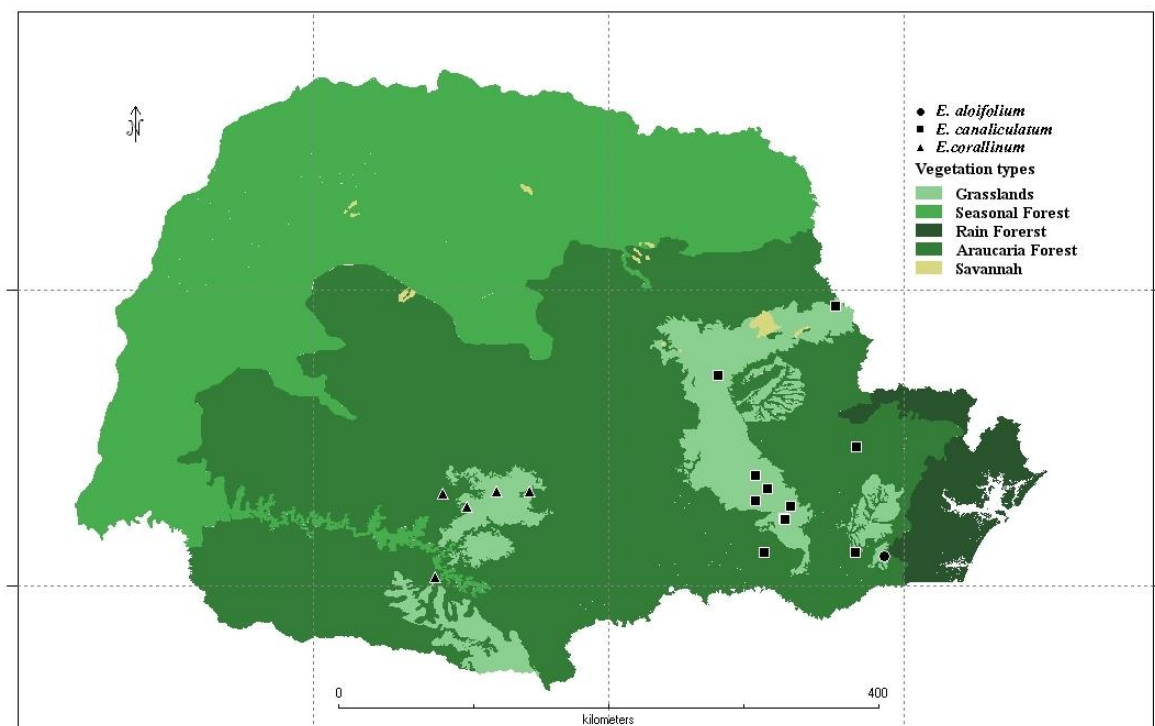 N
E. aloifolium
E. canaliculatum
E.corallinum
Vegetation types
Grasslands
Seasonal Forest
Rain Forerst
Araucaria Forest
Savannah
0 400
kilometers